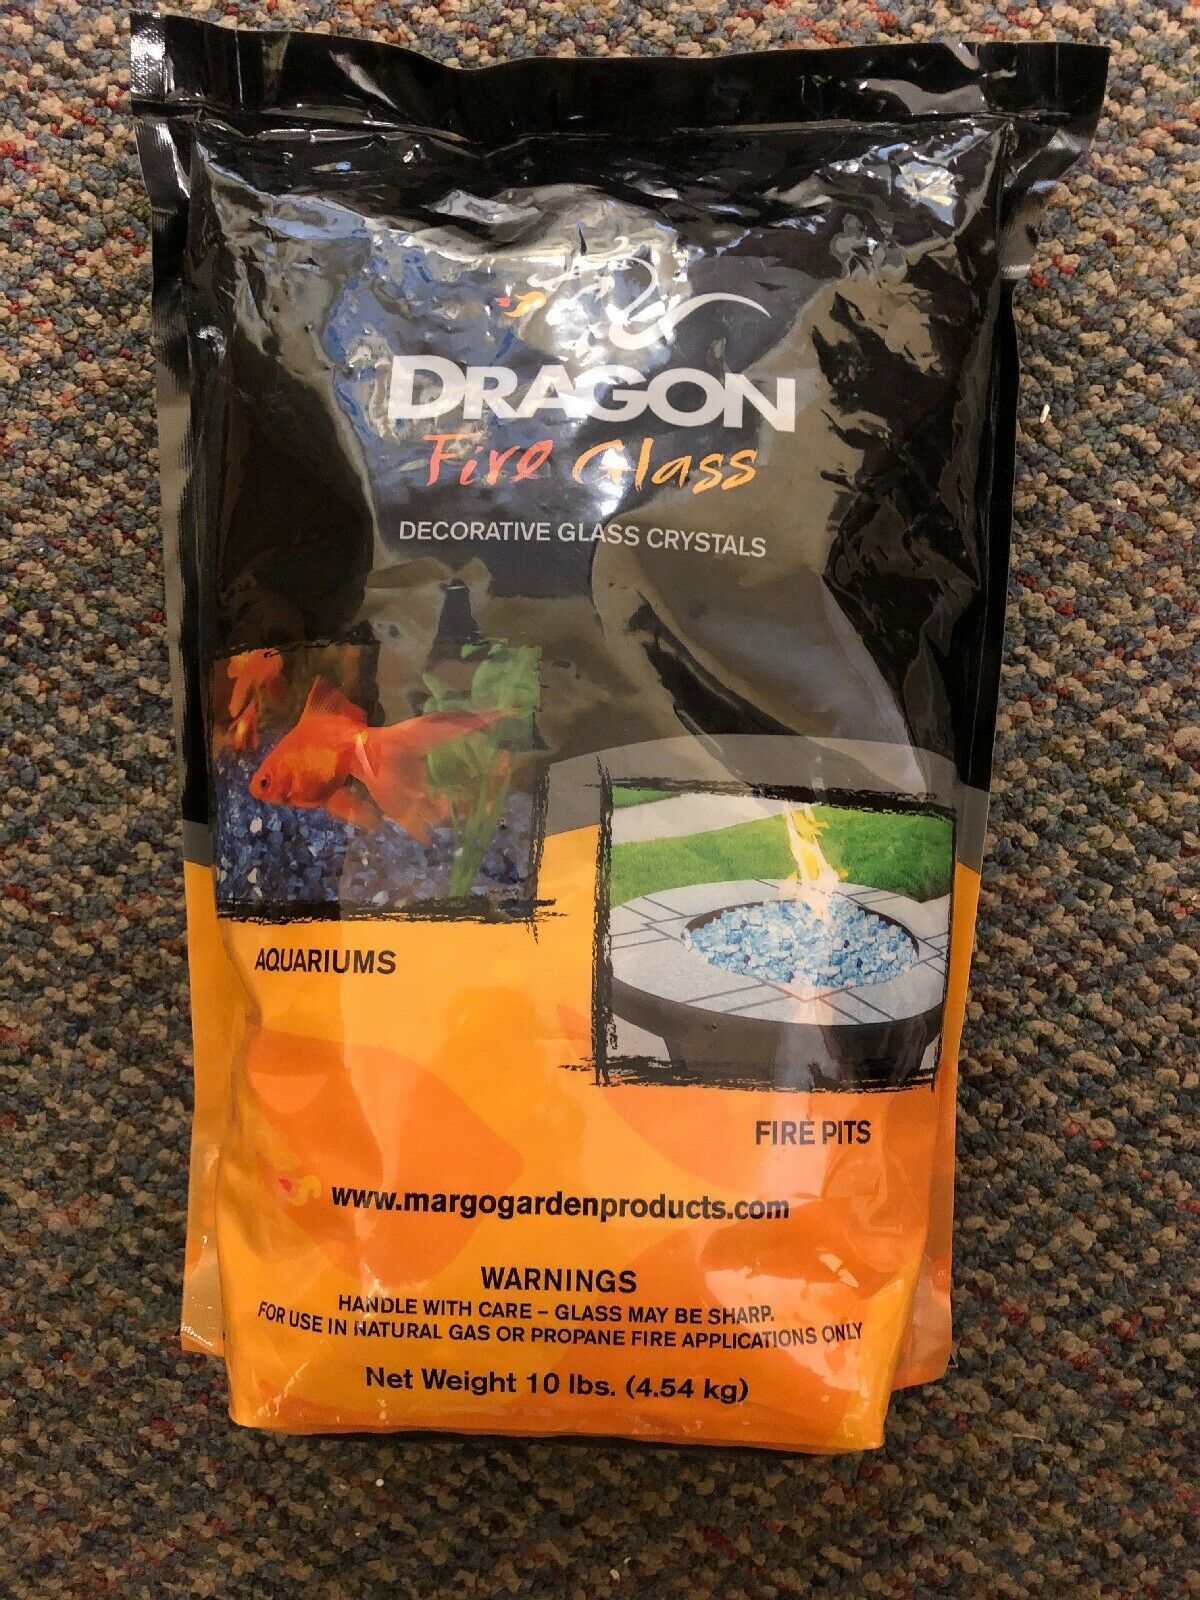 DRAGON
Fire Glass
DECORATIVE GLASS CRYSTALS
AQUARIUMS
FIRE PITS
www.margogardenproducts.com
WARNINGS
HANDLE WITH CARE – GLASS MAY BE SHARP.
FOR USE IN NATURAL GAS OR PROPANE FIRE APPLICATIONS ONLY
Net Weight 10 lbs. (4.54 kg)